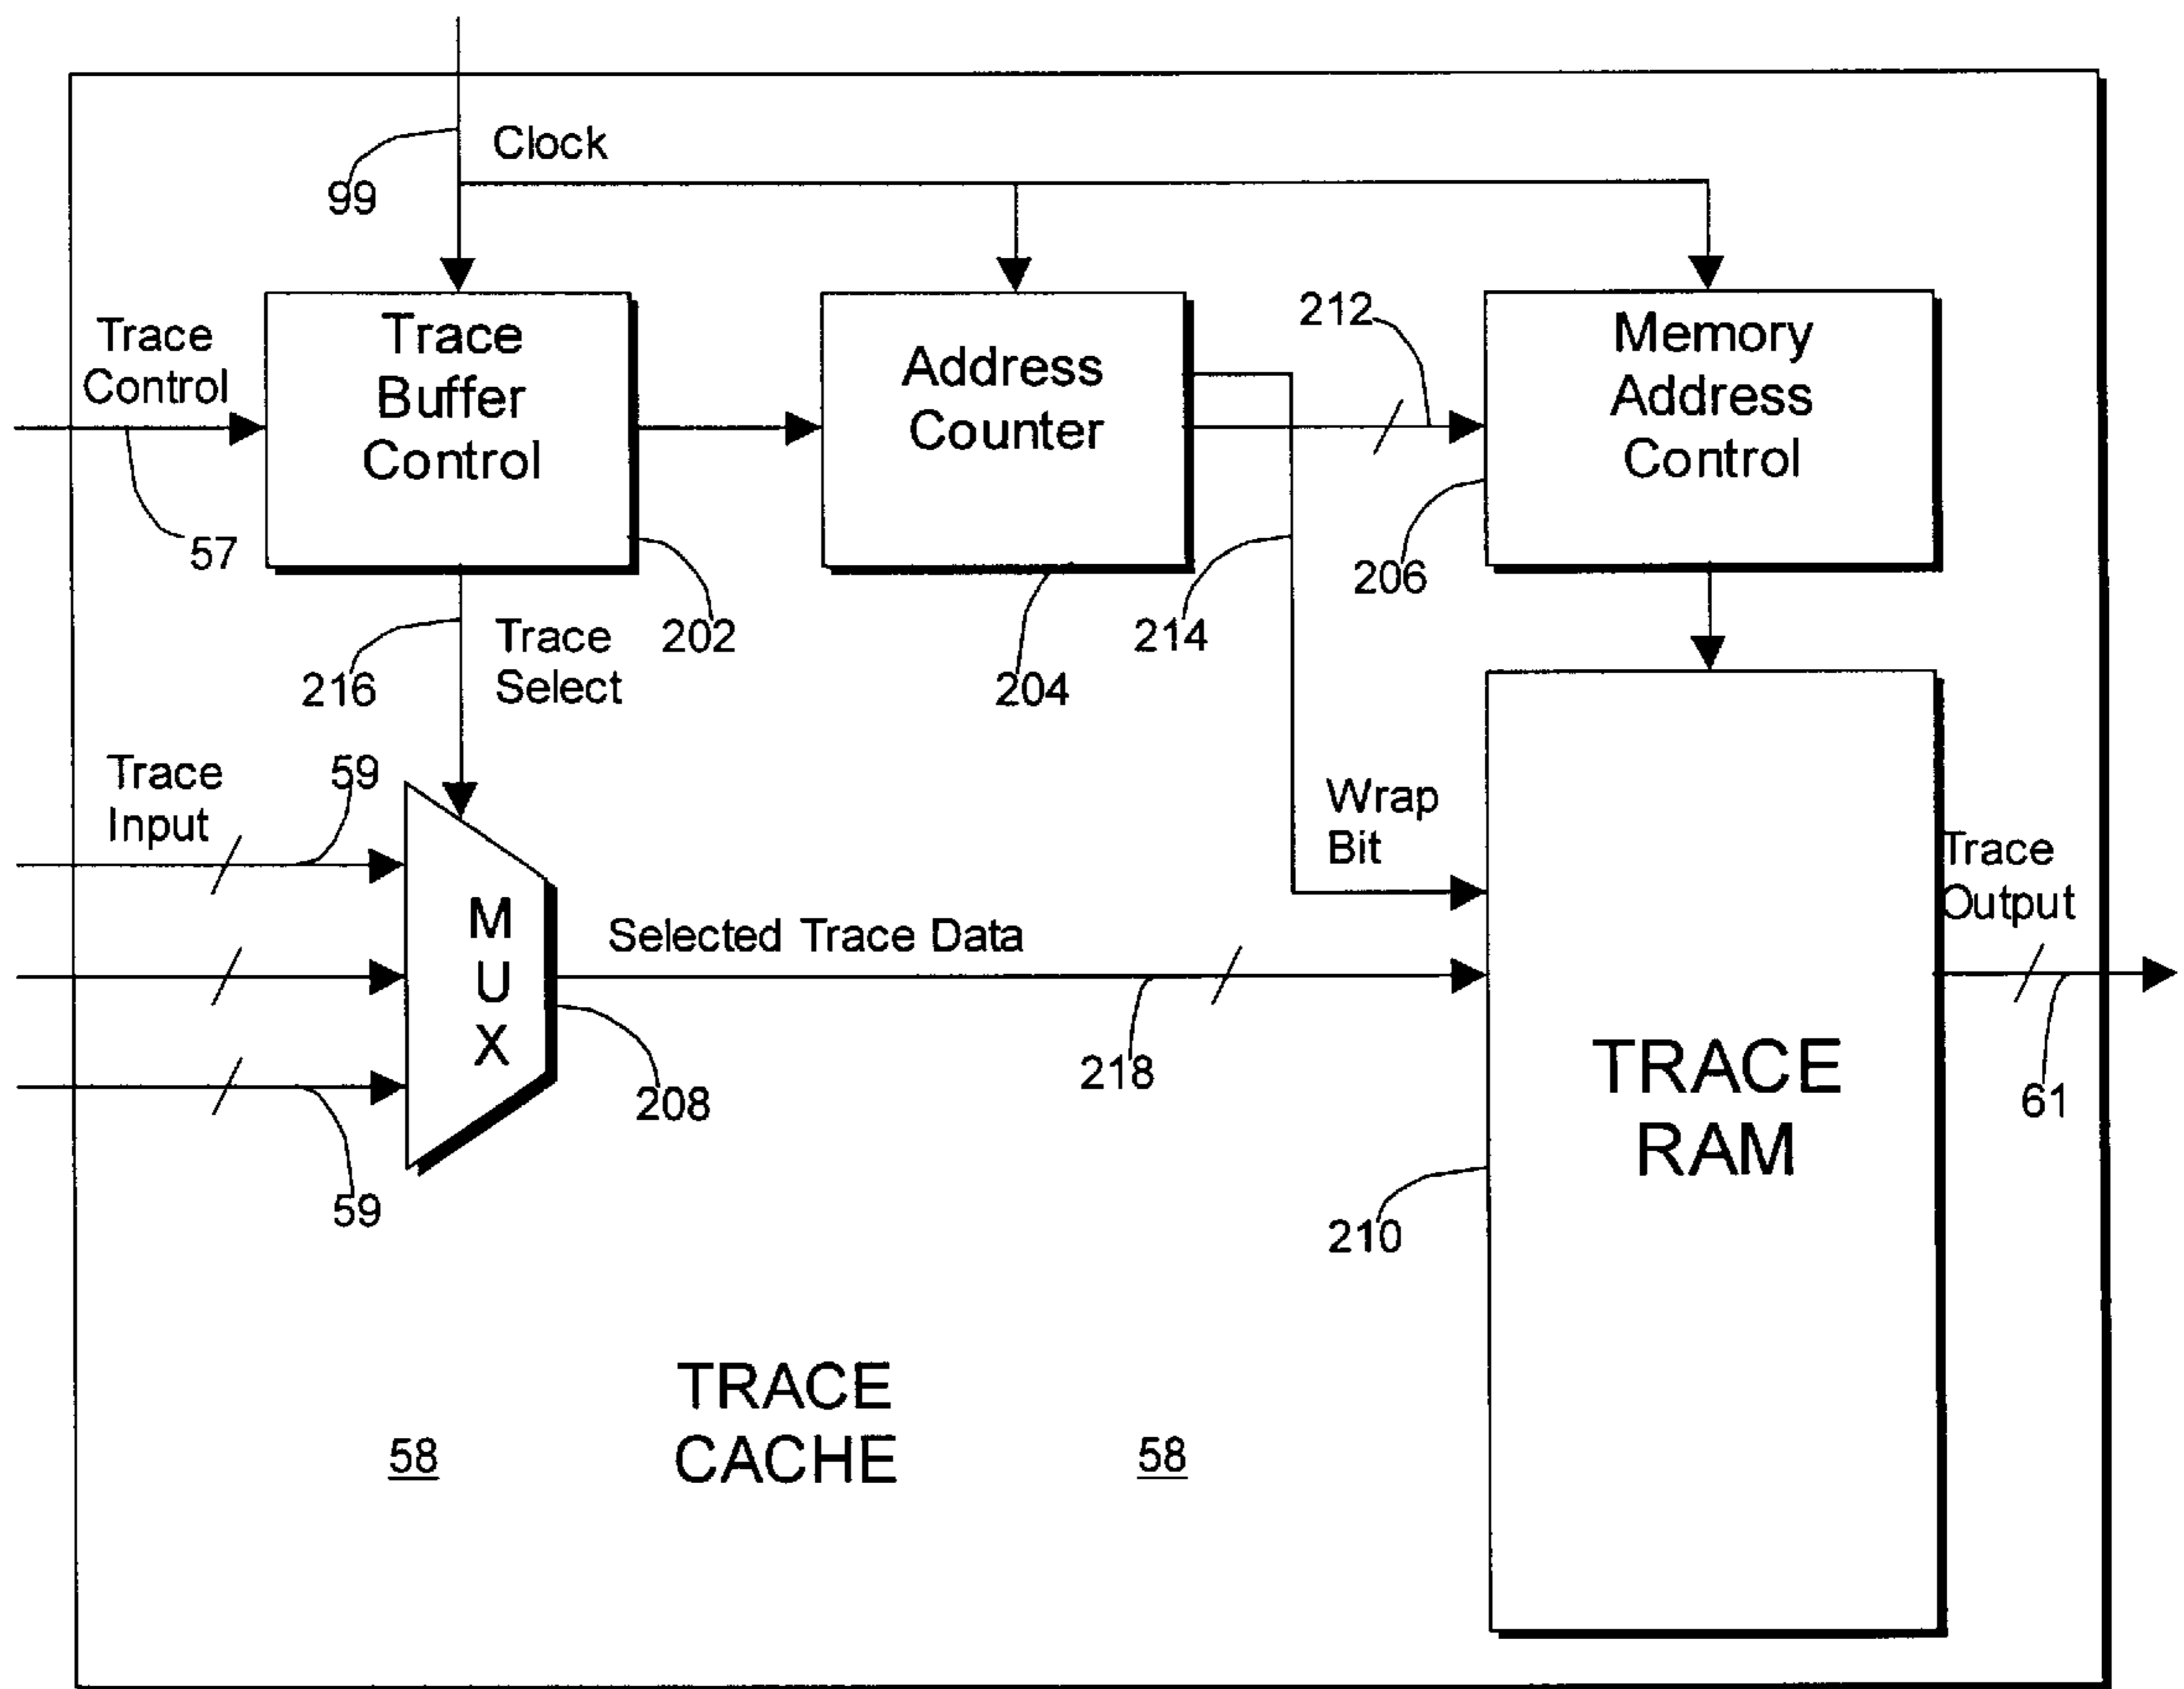 Clock
99
Trace
Control
57
Trace
Buffer
Control
202
Address
Counter
204
212
214
Memory
Address
Control
206
216
Trace
Select
Trace
Input
59
59
M
U
X
208
Selected Trace Data
218
Wrap
Bit
TRACE
RAM
210
Trace
Output
61
TRACE
CACHE
58
58